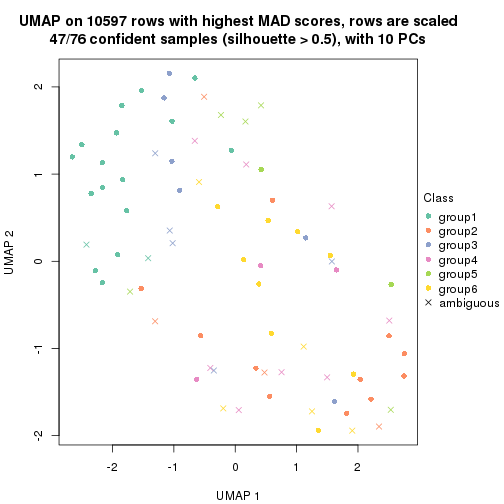 UMAP on 10597 rows with highest MAD scores, rows are scaled
47/76 confident samples (silhouette > 0.5), with 10 PCs
2
1
0
-1
-2
UMAP 2
-2
-1
0
1
2
UMAP 1
Class
group1
group2
group3
group4
group5
group6
ambiguous